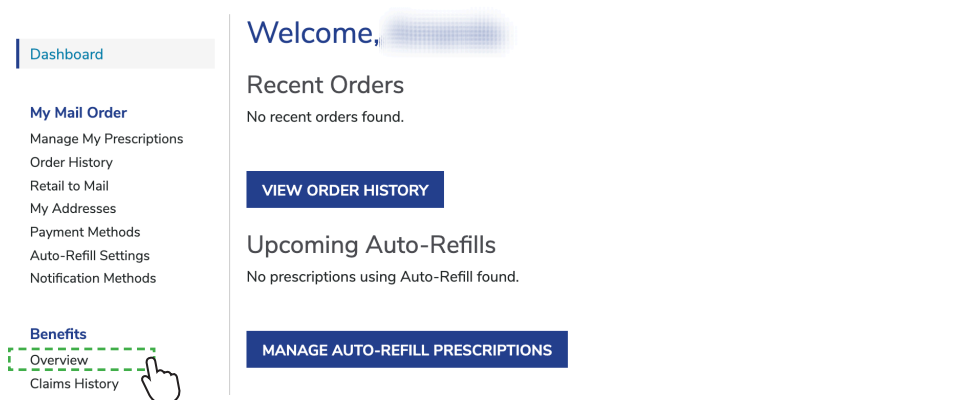 Dashboard
My Mail Order
Manage My Prescriptions
Order History
Retail to Mail
My Addresses
Payment Methods
Auto-Refill Settings
Notification Methods
Benefits
Overview
Claims History
Welcome,
Recent Orders
No recent orders found.
VIEW ORDER HISTORY
Upcoming Auto-Refills
No prescriptions using Auto-Refill found.
MANAGE AUTO-REFILL PRESCRIPTIONS